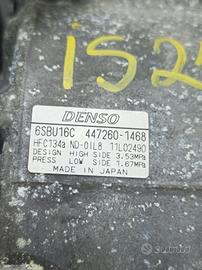 IS2
DENSO
6SBU16C 447260-1468
HFC134a ND-OIL8 11L02490
DESIGN HIGH SIDE 3.53MPa
PRESS LOW SIDE 1.67MPa
MADE IN JAPAN